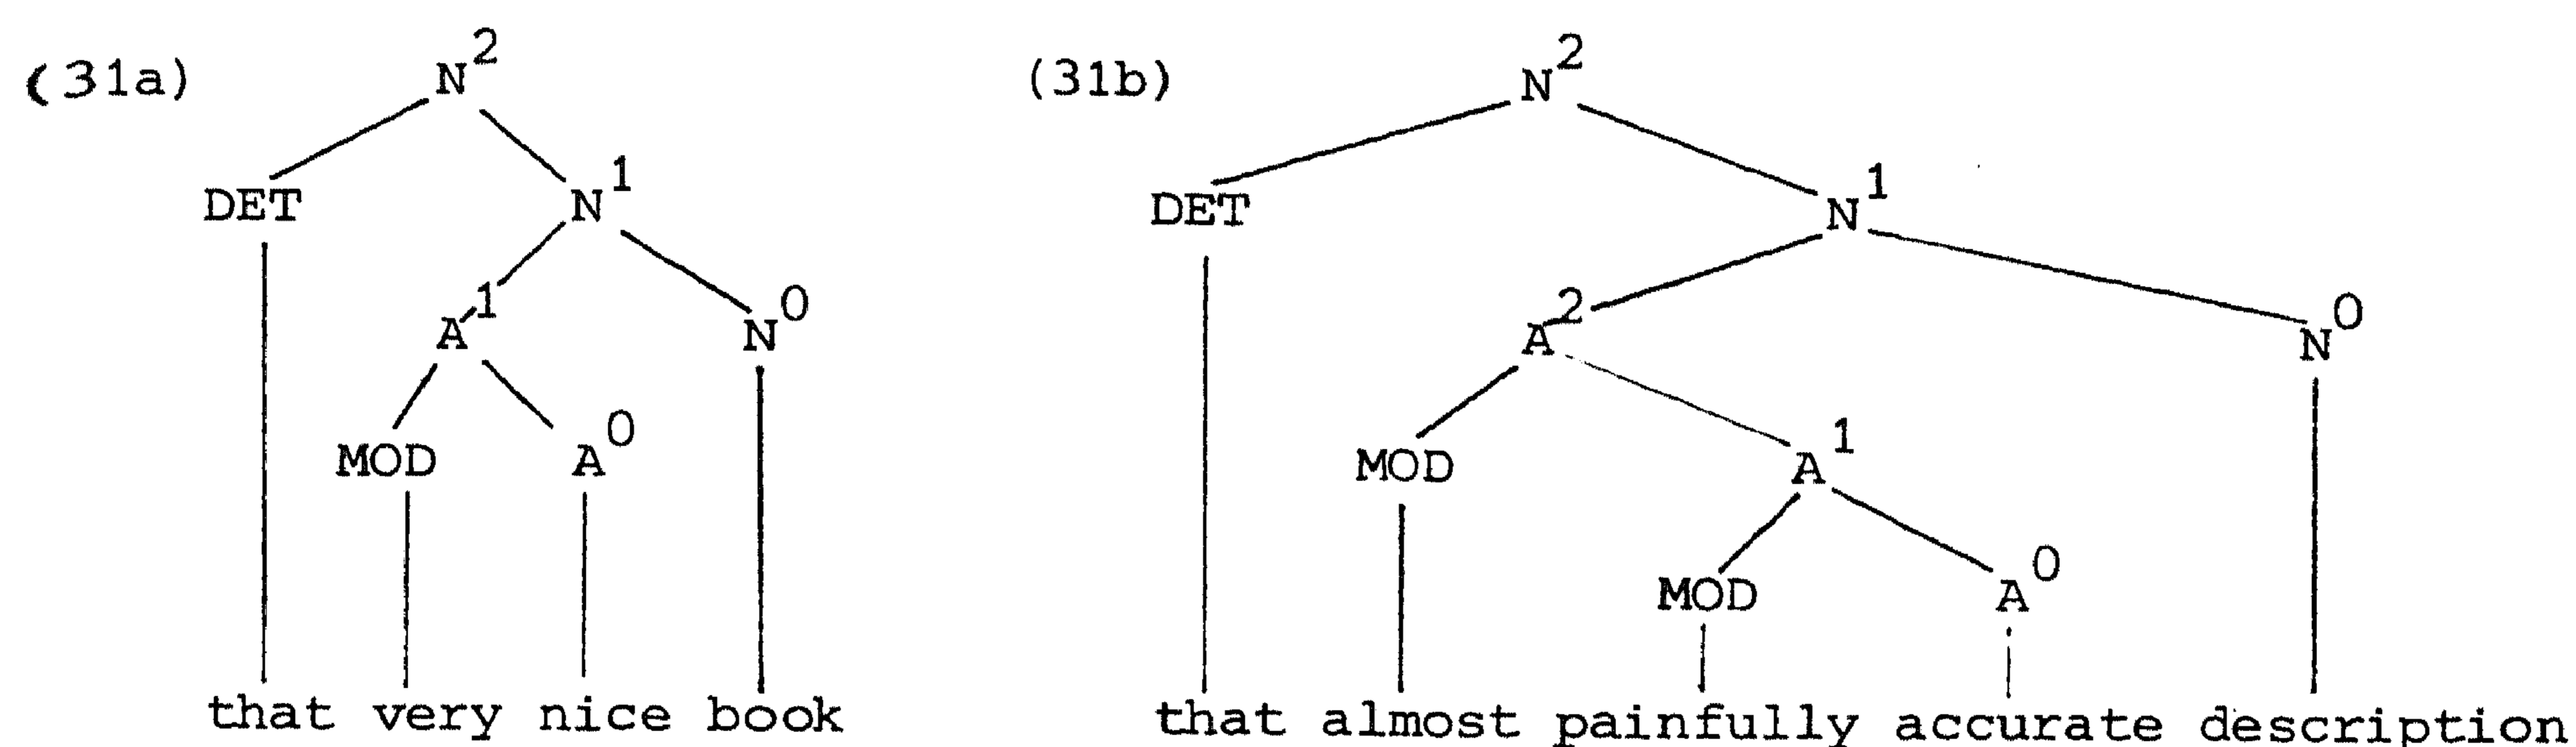 (31a) N² (31b) N²
DET N¹ DET N¹
A¹ N⁰ A² N⁰
MOD A⁰ MOD A¹
MOD A⁰
that very nice book that almost painfully accurate description